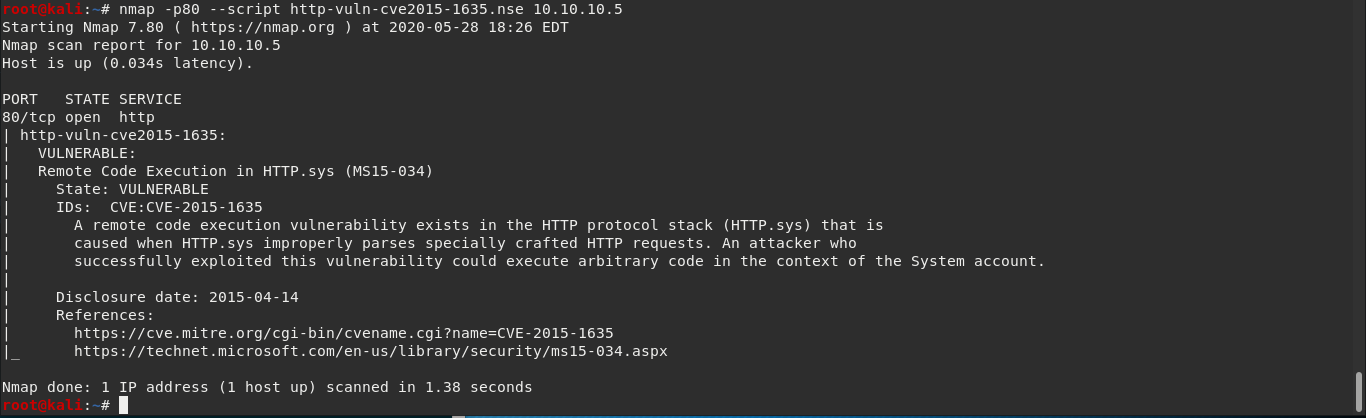 root@kali:~# nmap -p80 --script http-vuln-cve2015-1635.nse 10.10.10.5
Starting Nmap 7.80 ( https://nmap.org ) at 2020-05-28 18:26 EDT
Nmap scan report for 10.10.10.5
Host is up (0.034s latency).

PORT   STATE SERVICE
80/tcp open  http
| http-vuln-cve2015-1635:
|   VULNERABLE:
|   Remote Code Execution in HTTP.sys (MS15-034)
|     State: VULNERABLE
|     IDs:  CVE:CVE-2015-1635
|       A remote code execution vulnerability exists in the HTTP protocol stack (HTTP.sys) that is
|       caused when HTTP.sys improperly parses specially crafted HTTP requests. An attacker who
|       successfully exploited this vulnerability could execute arbitrary code in the context of the System account.
|
|     Disclosure date: 2015-04-14
|     References:
|       https://cve.mitre.org/cgi-bin/cvename.cgi?name=CVE-2015-1635
|_      https://technet.microsoft.com/en-us/library/security/ms15-034.aspx

Nmap done: 1 IP address (1 host up) scanned in 1.38 seconds
root@kali:~#